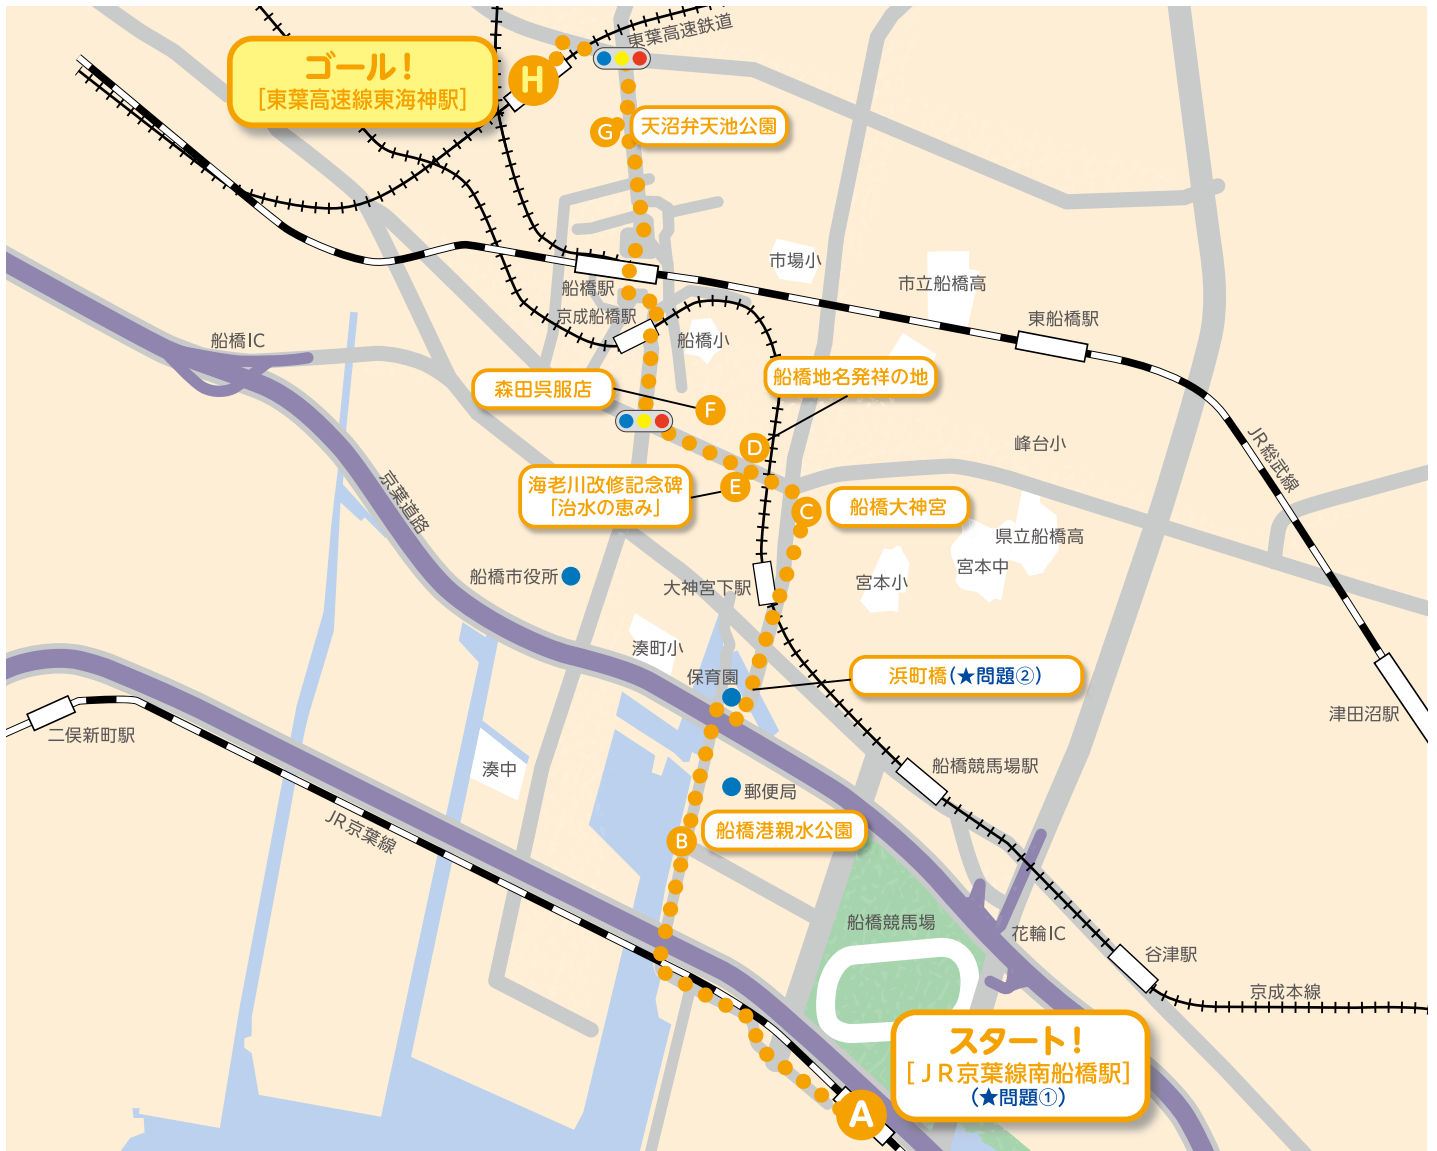 東葉高速鉄道
ゴール！
［東葉高速線東海神駅］
H
G
天沼弁天池公園
市場小
市立船橋高
船橋駅
京成船橋駅
東船橋駅
船橋IC
船橋小
森田呉服店
船橋地名発祥の地
F
D
峰台小
JR総武線
京葉道路
海老川改修記念碑
「治水の恵み」
E
C
船橋大神宮
県立船橋高
宮本中
宮本小
船橋市役所
大神宮下駅
湊町小
保育園
浜町橋(★問題②)
津田沼駅
二俣新町駅
湊中
船橋競馬場駅
郵便局
JR京葉線
B
船橋港親水公園
船橋競馬場
花輪IC
谷津駅
京成本線
スタート！
［ＪＲ京葉線南船橋駅］
(★問題①)
A